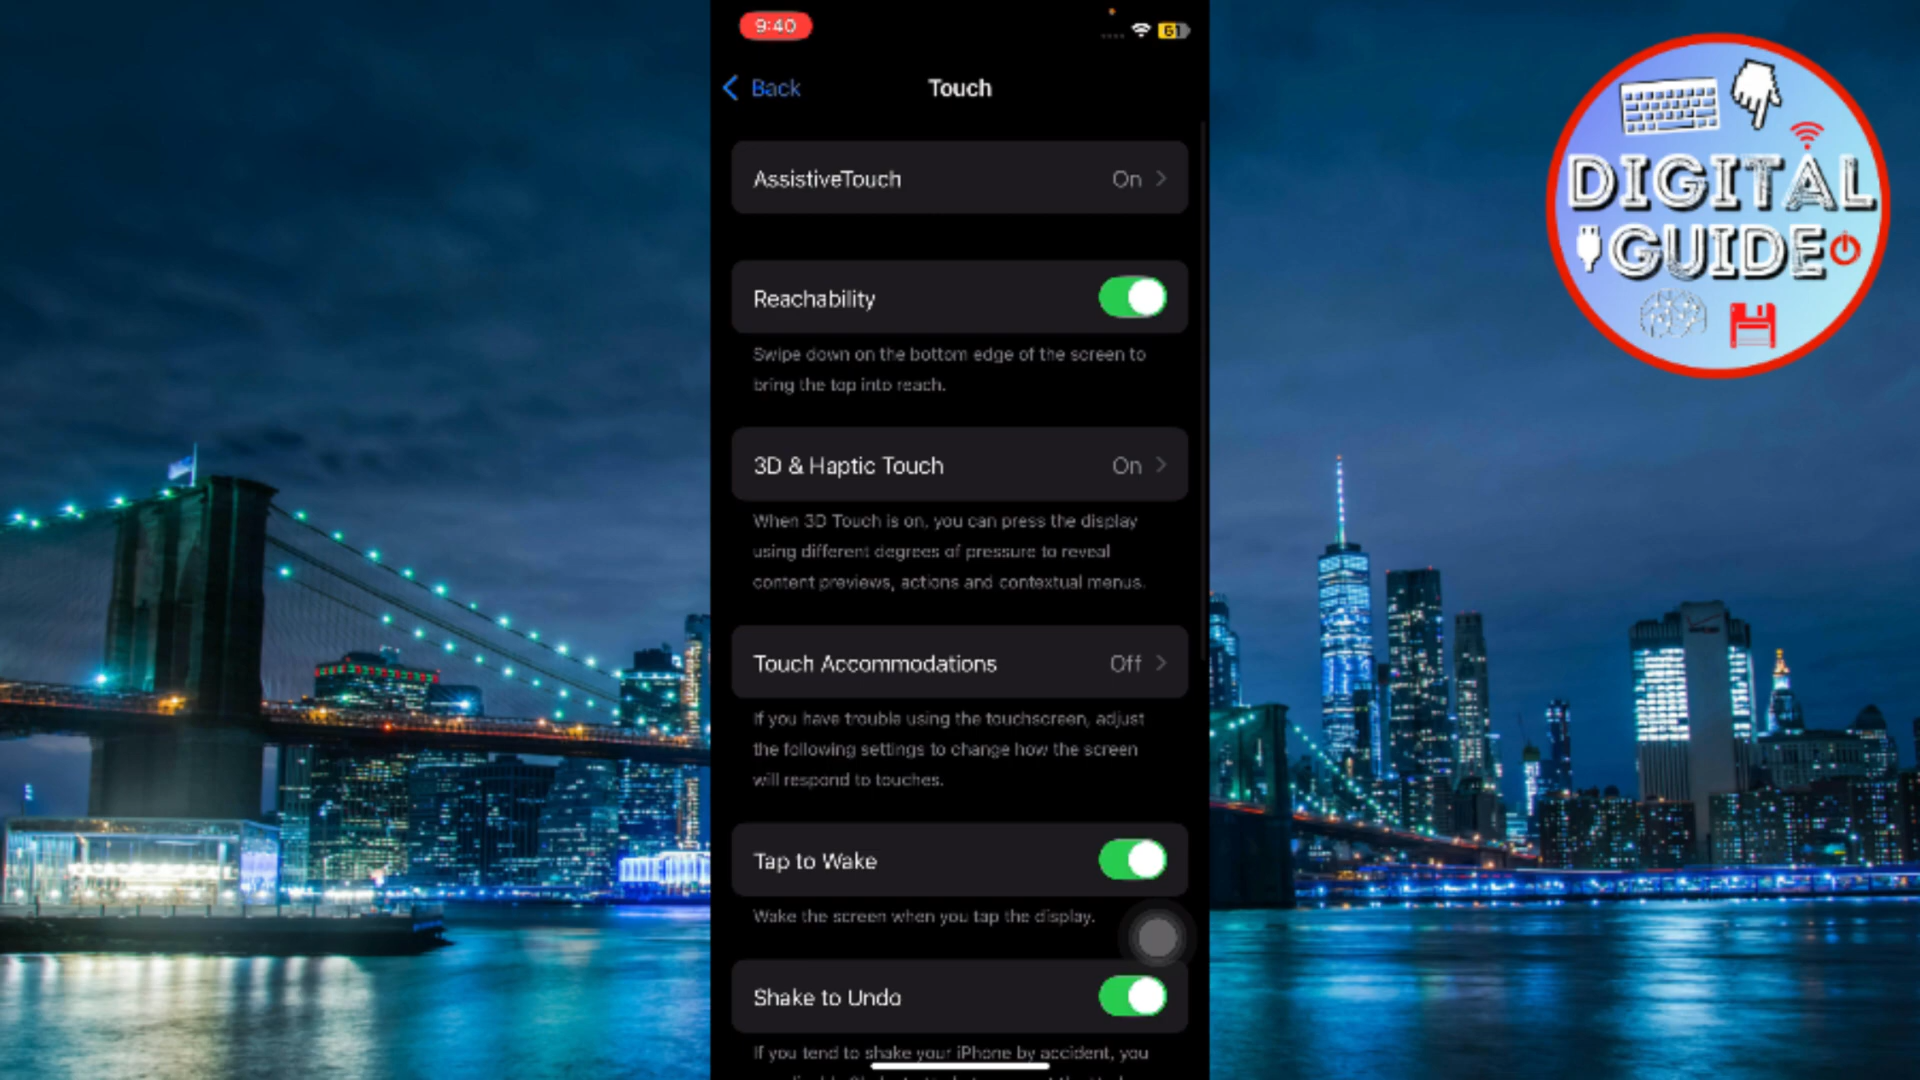 9:40
61
Back
Touch
AssistiveTouch
On
Reachability
Swipe down on the bottom edge of the screen to
bring the top into reach.
3D & Haptic Touch
On
When 3D Touch is on, you can press the display
using different degrees of pressure to reveal
content previews, actions and contextual menus.
Touch Accommodations
Off
If you have trouble using the touchscreen, adjust
the following settings to change how the screen
will respond to touches.
Tap to Wake
Wake the screen when you tap the display.
Shake to Undo
If you tend to shake your iPhone by accident, you
DIGITAL
GUIDE